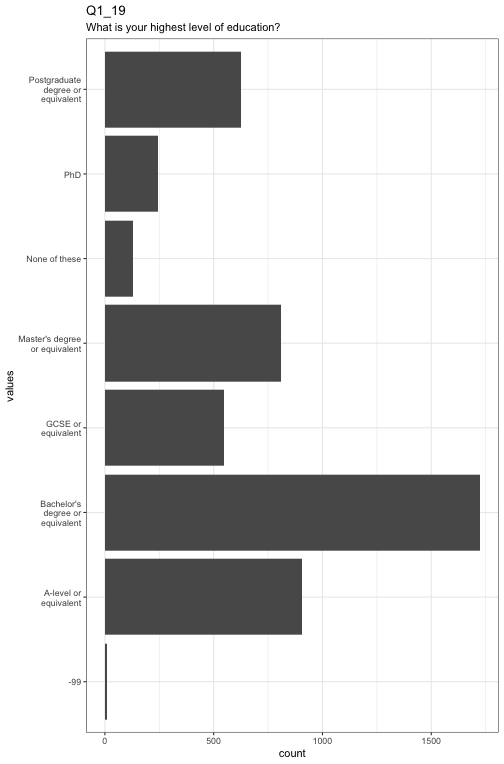 Q1_19
What is your highest level of education?
Postgraduate
degree or
equivalent
PhD
None of these
Master's degree
or equivalent
GCSE or
equivalent
Bachelor's
degree or
equivalent
A-level or
equivalent
-99
values
0 500 1000 1500
count